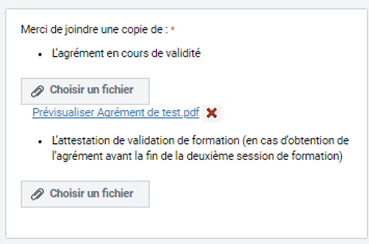 Merci de joindre une copie de : *
• L'agrément en cours de validité
Choisir un fichier
Prévisualiser Agrément de test.pdf
• L'attestation de validation de formation (en cas d'obtention de
l'agrément avant la fin de la deuxième session de formation)
Choisir un fichier